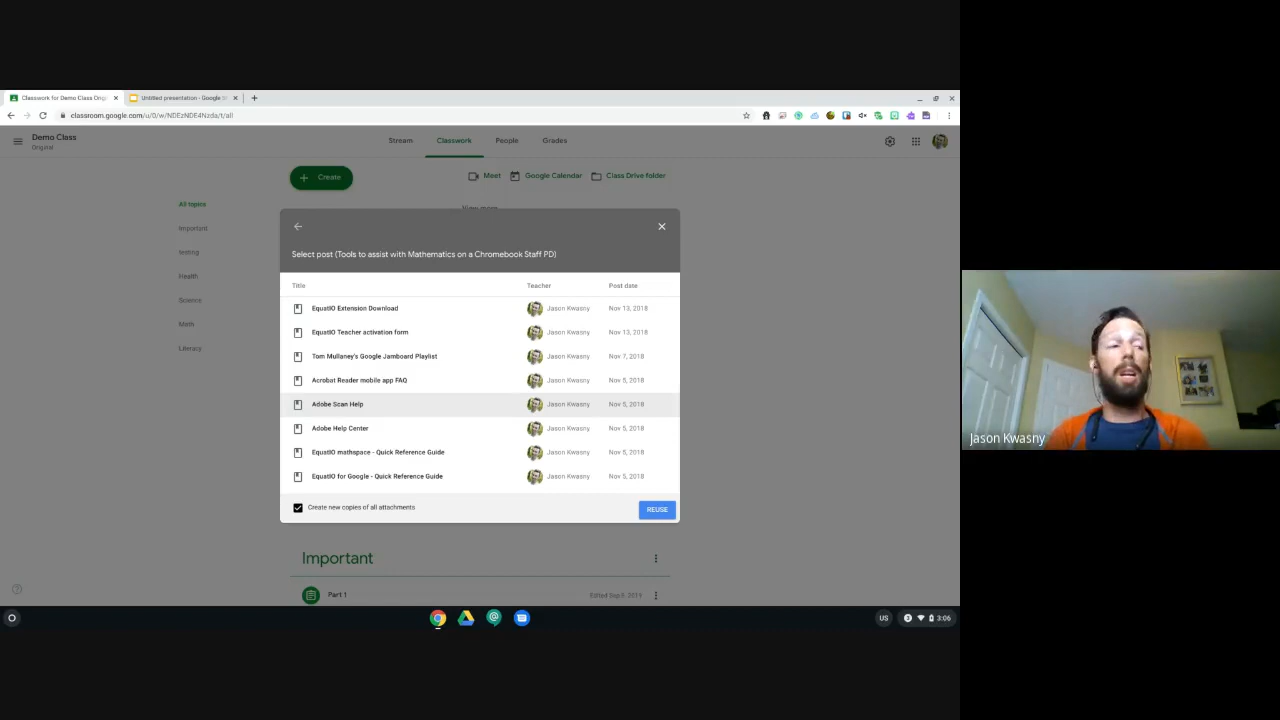 Classwork for Demo Class Orig
Untitled presentation - Google Sl
classroom.google.com/u/0/w/NDEzNDE4Nzda/t/all
Demo Class
Original
Stream
Classwork
People
Grades
Create
Meet
Google Calendar
Class Drive folder
View more
All topics
Important
testing
Health
Science
Math
Literacy
Select post (Tools to assist with Mathematics on a Chromebook Staff PD)
Title Teacher Post date
EquatIO Extension Download Jason Kwasny Nov 13, 2018
EquatIO Teacher activation form Jason Kwasny Nov 13, 2018
Tom Mullaney's Google Jamboard Playlist Jason Kwasny Nov 7, 2018
Acrobat Reader mobile app FAQ Jason Kwasny Nov 5, 2018
Adobe Scan Help Jason Kwasny Nov 5, 2018
Adobe Help Center Jason Kwasny Nov 5, 2018
EquatIO mathspace - Quick Reference Guide Jason Kwasny Nov 5, 2018
EquatIO for Google - Quick Reference Guide Jason Kwasny Nov 5, 2018
Create new copies of all attachments
REUSE
Important
Part 1 Edited Sep 9, 2019
US
3:06
Jason Kwasny